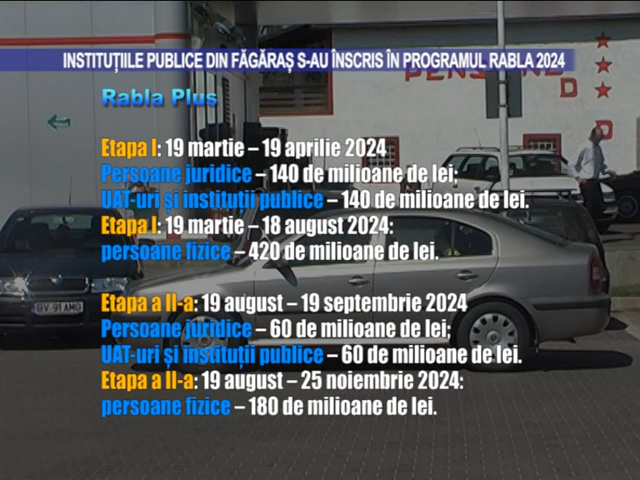 INSTITUȚIILE PUBLICE DIN FĂGĂRAȘ S-AU ÎNSCRIS ÎN PROGRAMUL RABLA 2024
Rabla Plus
Etapa I: 19 martie – 19 aprilie 2024
Persoane juridice – 140 de milioane de lei;
UAT-uri și instituții publice – 140 de milioane de lei.
Etapa I: 19 martie – 18 august 2024:
persoane fizice – 420 de milioane de lei.
Etapa a II-a: 19 august – 19 septembrie 2024
Persoane juridice – 60 de milioane de lei;
UAT-uri și instituții publice – 60 de milioane de lei.
Etapa a II-a: 19 august – 25 noiembrie 2024:
persoane fizice – 180 de milioane de lei.
BV 91 AMG